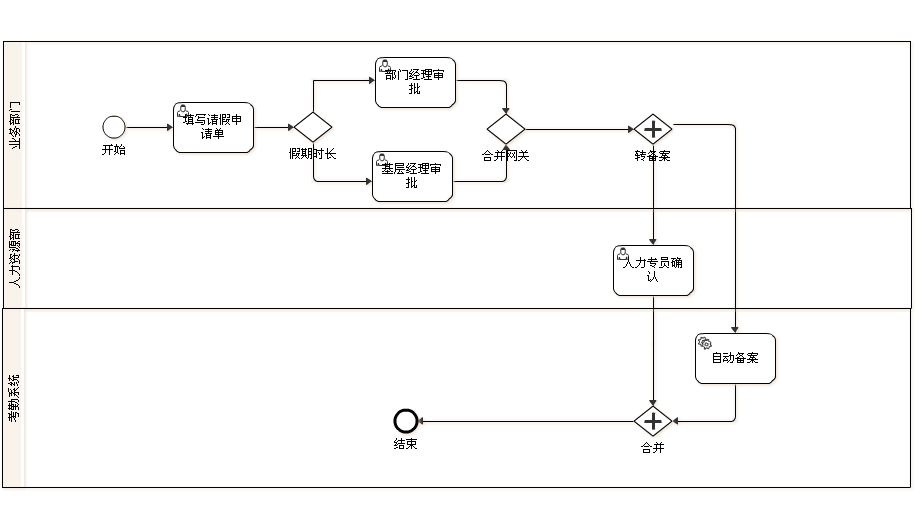 业务部门
开始
填写请假申
请单
假期时长
部门经理审
批
基层经理审
批
合并网关
转备案
人力资源部
人力专员确
认
考勤系统
自动备案
结束
合并